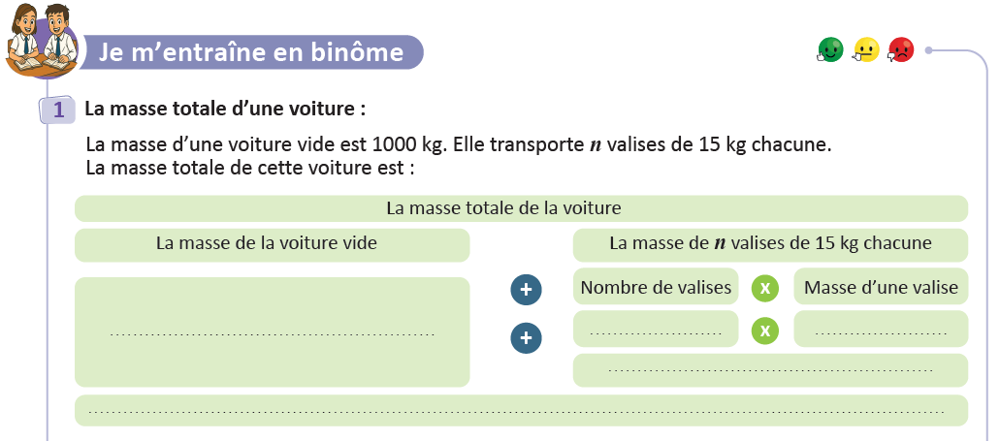 Je m’entraîne en binôme
1 La masse totale d’une voiture :
La masse d’une voiture vide est 1000 kg. Elle transporte n valises de 15 kg chacune.
La masse totale de cette voiture est :
La masse totale de la voiture
La masse de la voiture vide
La masse de n valises de 15 kg chacune
+ Nombre de valises x Masse d’une valise
.................................................... + ..................... x .....................
....................................................
....................................................................................................................................